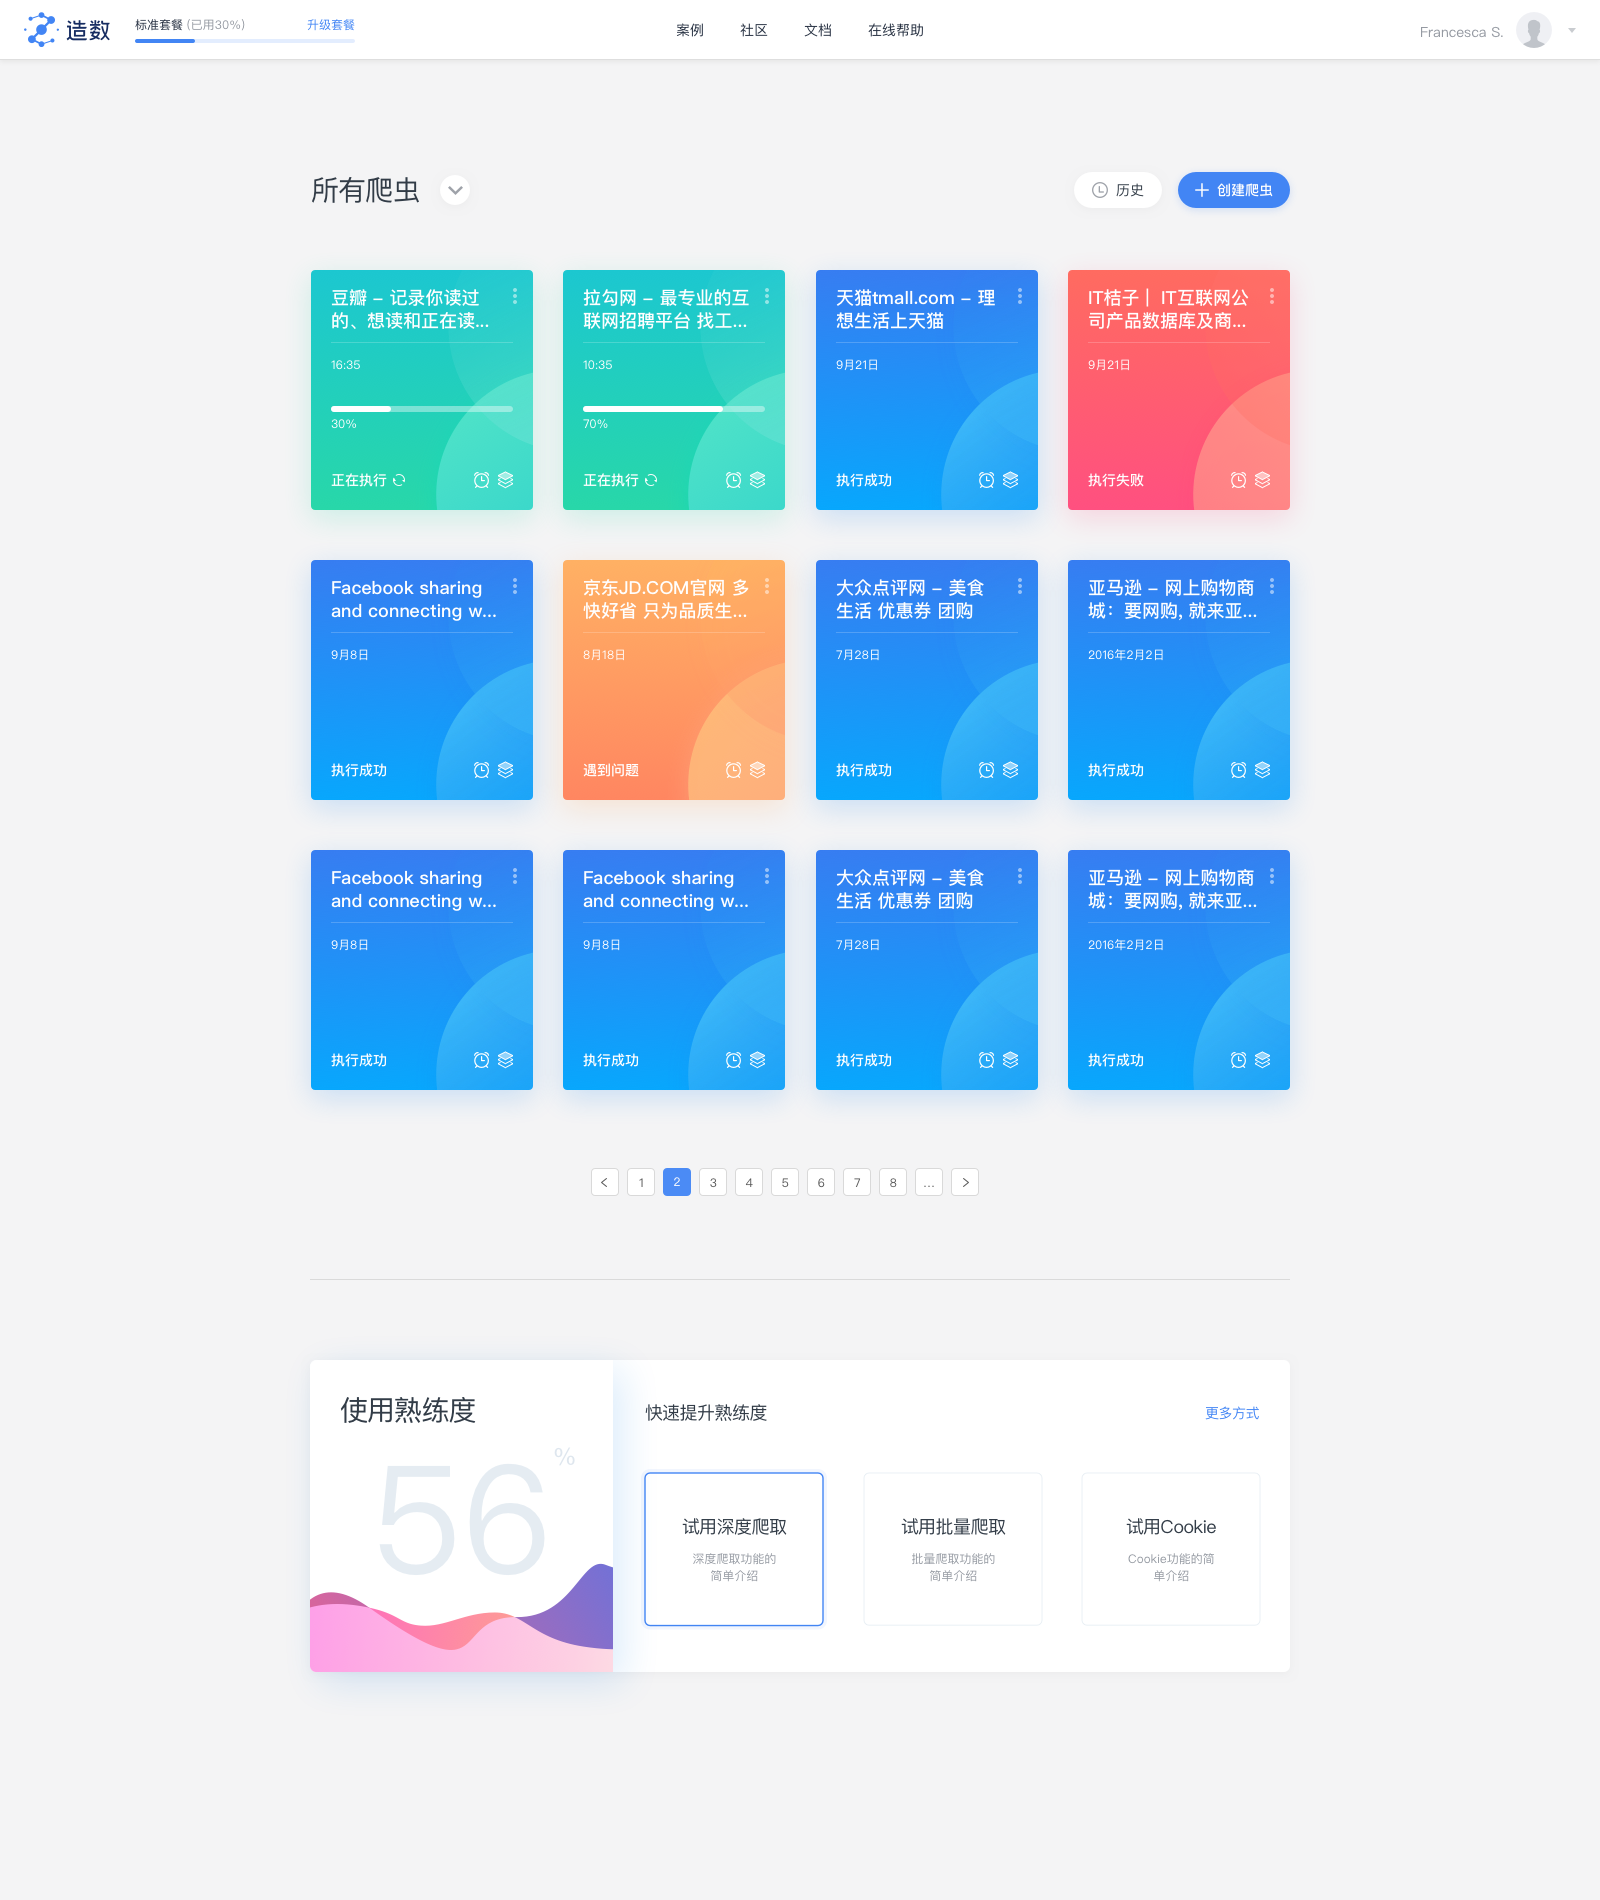 造数
标准套餐 (已用30%) 升级套餐
案例 社区 文档 在线帮助
Francesca S.
所有爬虫
历史
创建爬虫
豆瓣 – 记录你读过
的、想读和正在读...
16:35
30%
正在执行
拉勾网 – 最专业的互
联网招聘平台 找工...
10:35
70%
正在执行
天猫tmall.com – 理
想生活上天猫
9月21日
执行成功
IT桔子 | IT互联网公
司产品数据库及商...
9月21日
执行失败
Facebook sharing
and connecting w...
9月8日
执行成功
京东JD.COM官网 多
快好省 只为品质生...
8月18日
遇到问题
大众点评网 – 美食
生活 优惠券 团购
7月28日
执行成功
亚马逊 – 网上购物商
城：要网购, 就来亚...
2016年2月2日
执行成功
Facebook sharing
and connecting w...
9月8日
执行成功
Facebook sharing
and connecting w...
9月8日
执行成功
大众点评网 – 美食
生活 优惠券 团购
7月28日
执行成功
亚马逊 – 网上购物商
城：要网购, 就来亚...
2016年2月2日
执行成功
< 1 2 3 4 5 6 7 8 ... >
使用熟练度
56%
快速提升熟练度
更多方式
试用深度爬取
深度爬取功能的
简单介绍
试用批量爬取
批量爬取功能的
简单介绍
试用Cookie
Cookie功能的简
单介绍